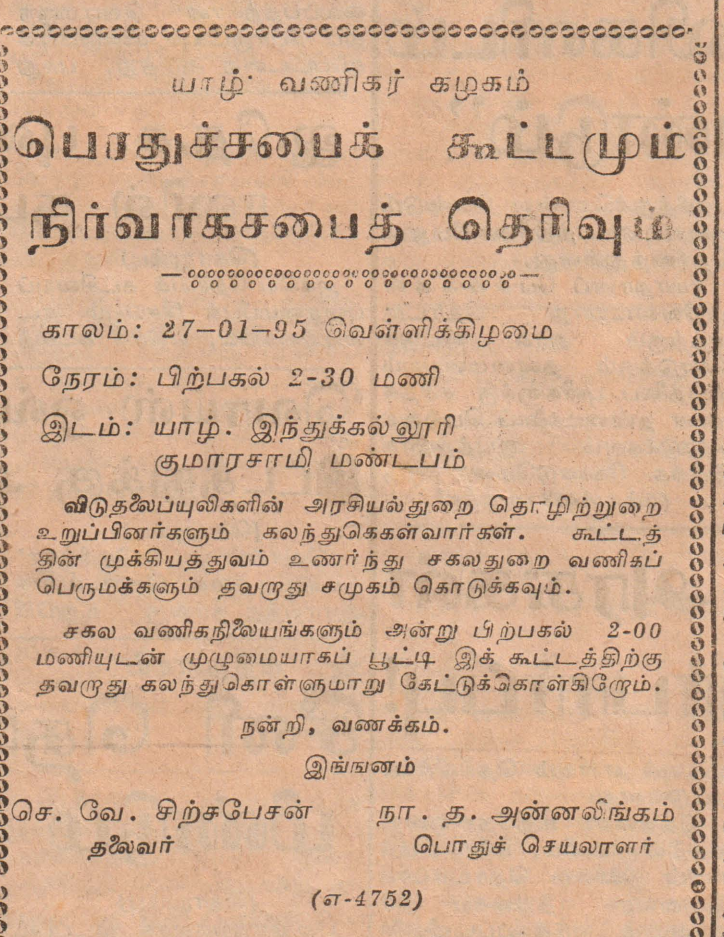 யாழ் வணிகர் கழகம்
பொதுச்சபைக் கூட்டமும்
நிர்வாகசபைத் தெரிவும்
காலம்: 27-01-95 வெள்ளிக்கிழமை
நேரம்: பிற்பகல் 2-30 மணி
இடம்: யாழ். இந்துக்கல்லூரி
குமாரசாமி மண்டபம்
விடுதலைப்புலிகளின் அரசியல்துறை தொழிற்றுறை
உறுப்பினர்களும் கலந்துகெகள்வார்கள். கூட்டத்
தின் முக்கியத்துவம் உணர்ந்து சகலதுறை வணிகப்
பெருமக்களும் தவறாது சமுகம் கொடுக்கவும்.
சகல வணிகநிலையங்களும் அன்று பிற்பகல் 2-00
மணியுடன் முழுமையாகப் பூட்டி இக் கூட்டத்திற்கு
தவறாது கலந்துகொள்ளுமாறு கேட்டுக்கொள்கிறோம்.
நன்றி, வணக்கம்.
இங்ஙனம்
செ. வே. சிற்சபேசன் நா. த. அன்னலிங்கம்
தலைவர் பொதுச் செயலாளர்
(எ-4752)